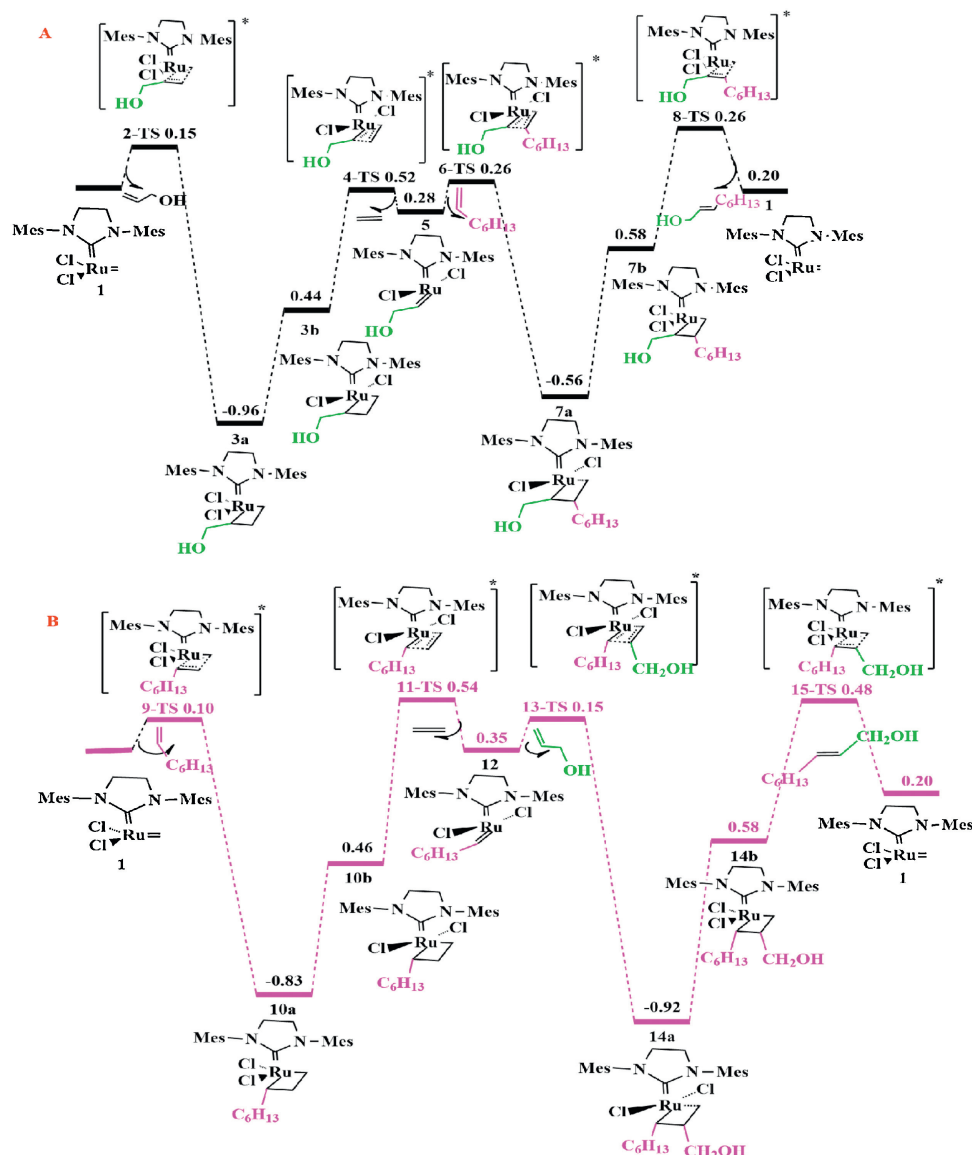 A
Mes—N N—Mes
*
Cl
Cl Ru
HO
2-TS 0.15
OH
Mes—N N—Mes
Cl
Cl Ru=
1
-0.96
3a
Mes—N N—Mes
Cl
Cl Ru
HO
0.44
3b
Mes—N N—Mes
Cl
Cl Ru
HO
*
Mes—N N—Mes
Cl
Cl Ru
HO
4-TS 0.52
0.28
5
Mes—N N—Mes
Cl
Cl Ru
HO
*
Mes—N N—Mes
Cl
Ru
HO C6H13
6-TS 0.26
C6H13
-0.56
7a
Mes—N N—Mes
Cl
Cl Ru
C6H13
HO
0.58
7b
Mes—N N—Mes
Cl
Cl Ru
HO C6H13
*
Mes—N N—Mes
Cl
Cl Ru
HO C6H13
8-TS 0.26
C6H13
HO
0.20
1
Mes—N N—Mes
Cl
Cl Ru=
B
*
Mes—N N—Mes
Cl
Cl Ru
C6H13
9-TS 0.10
C6H13
Mes—N N—Mes
Cl
Cl Ru=
1
-0.83
10a
Mes—N N—Mes
Cl
Cl Ru
C6H13
0.46
10b
Mes—N N—Mes
Cl
Cl Ru
C6H13
*
Mes—N N—Mes
Cl
Cl Ru
C6H13
11-TS 0.54
0.35
12
Mes—N N—Mes
Cl
Cl Ru
C6H13
*
Mes—N N—Mes
Cl
Cl Ru
C6H13 CH2OH
13-TS 0.15
OH
-0.92
14a
Mes—N N—Mes
Cl
Cl Ru
C6H13 CH2OH
0.58
14b
Mes—N N—Mes
Cl
Cl Ru
C6H13 CH2OH
*
Mes—N N—Mes
Cl
Cl Ru
C6H13 CH2OH
15-TS 0.48
CH2OH
C6H13
0.20
Mes—N N—Mes
Cl
Cl Ru=
1